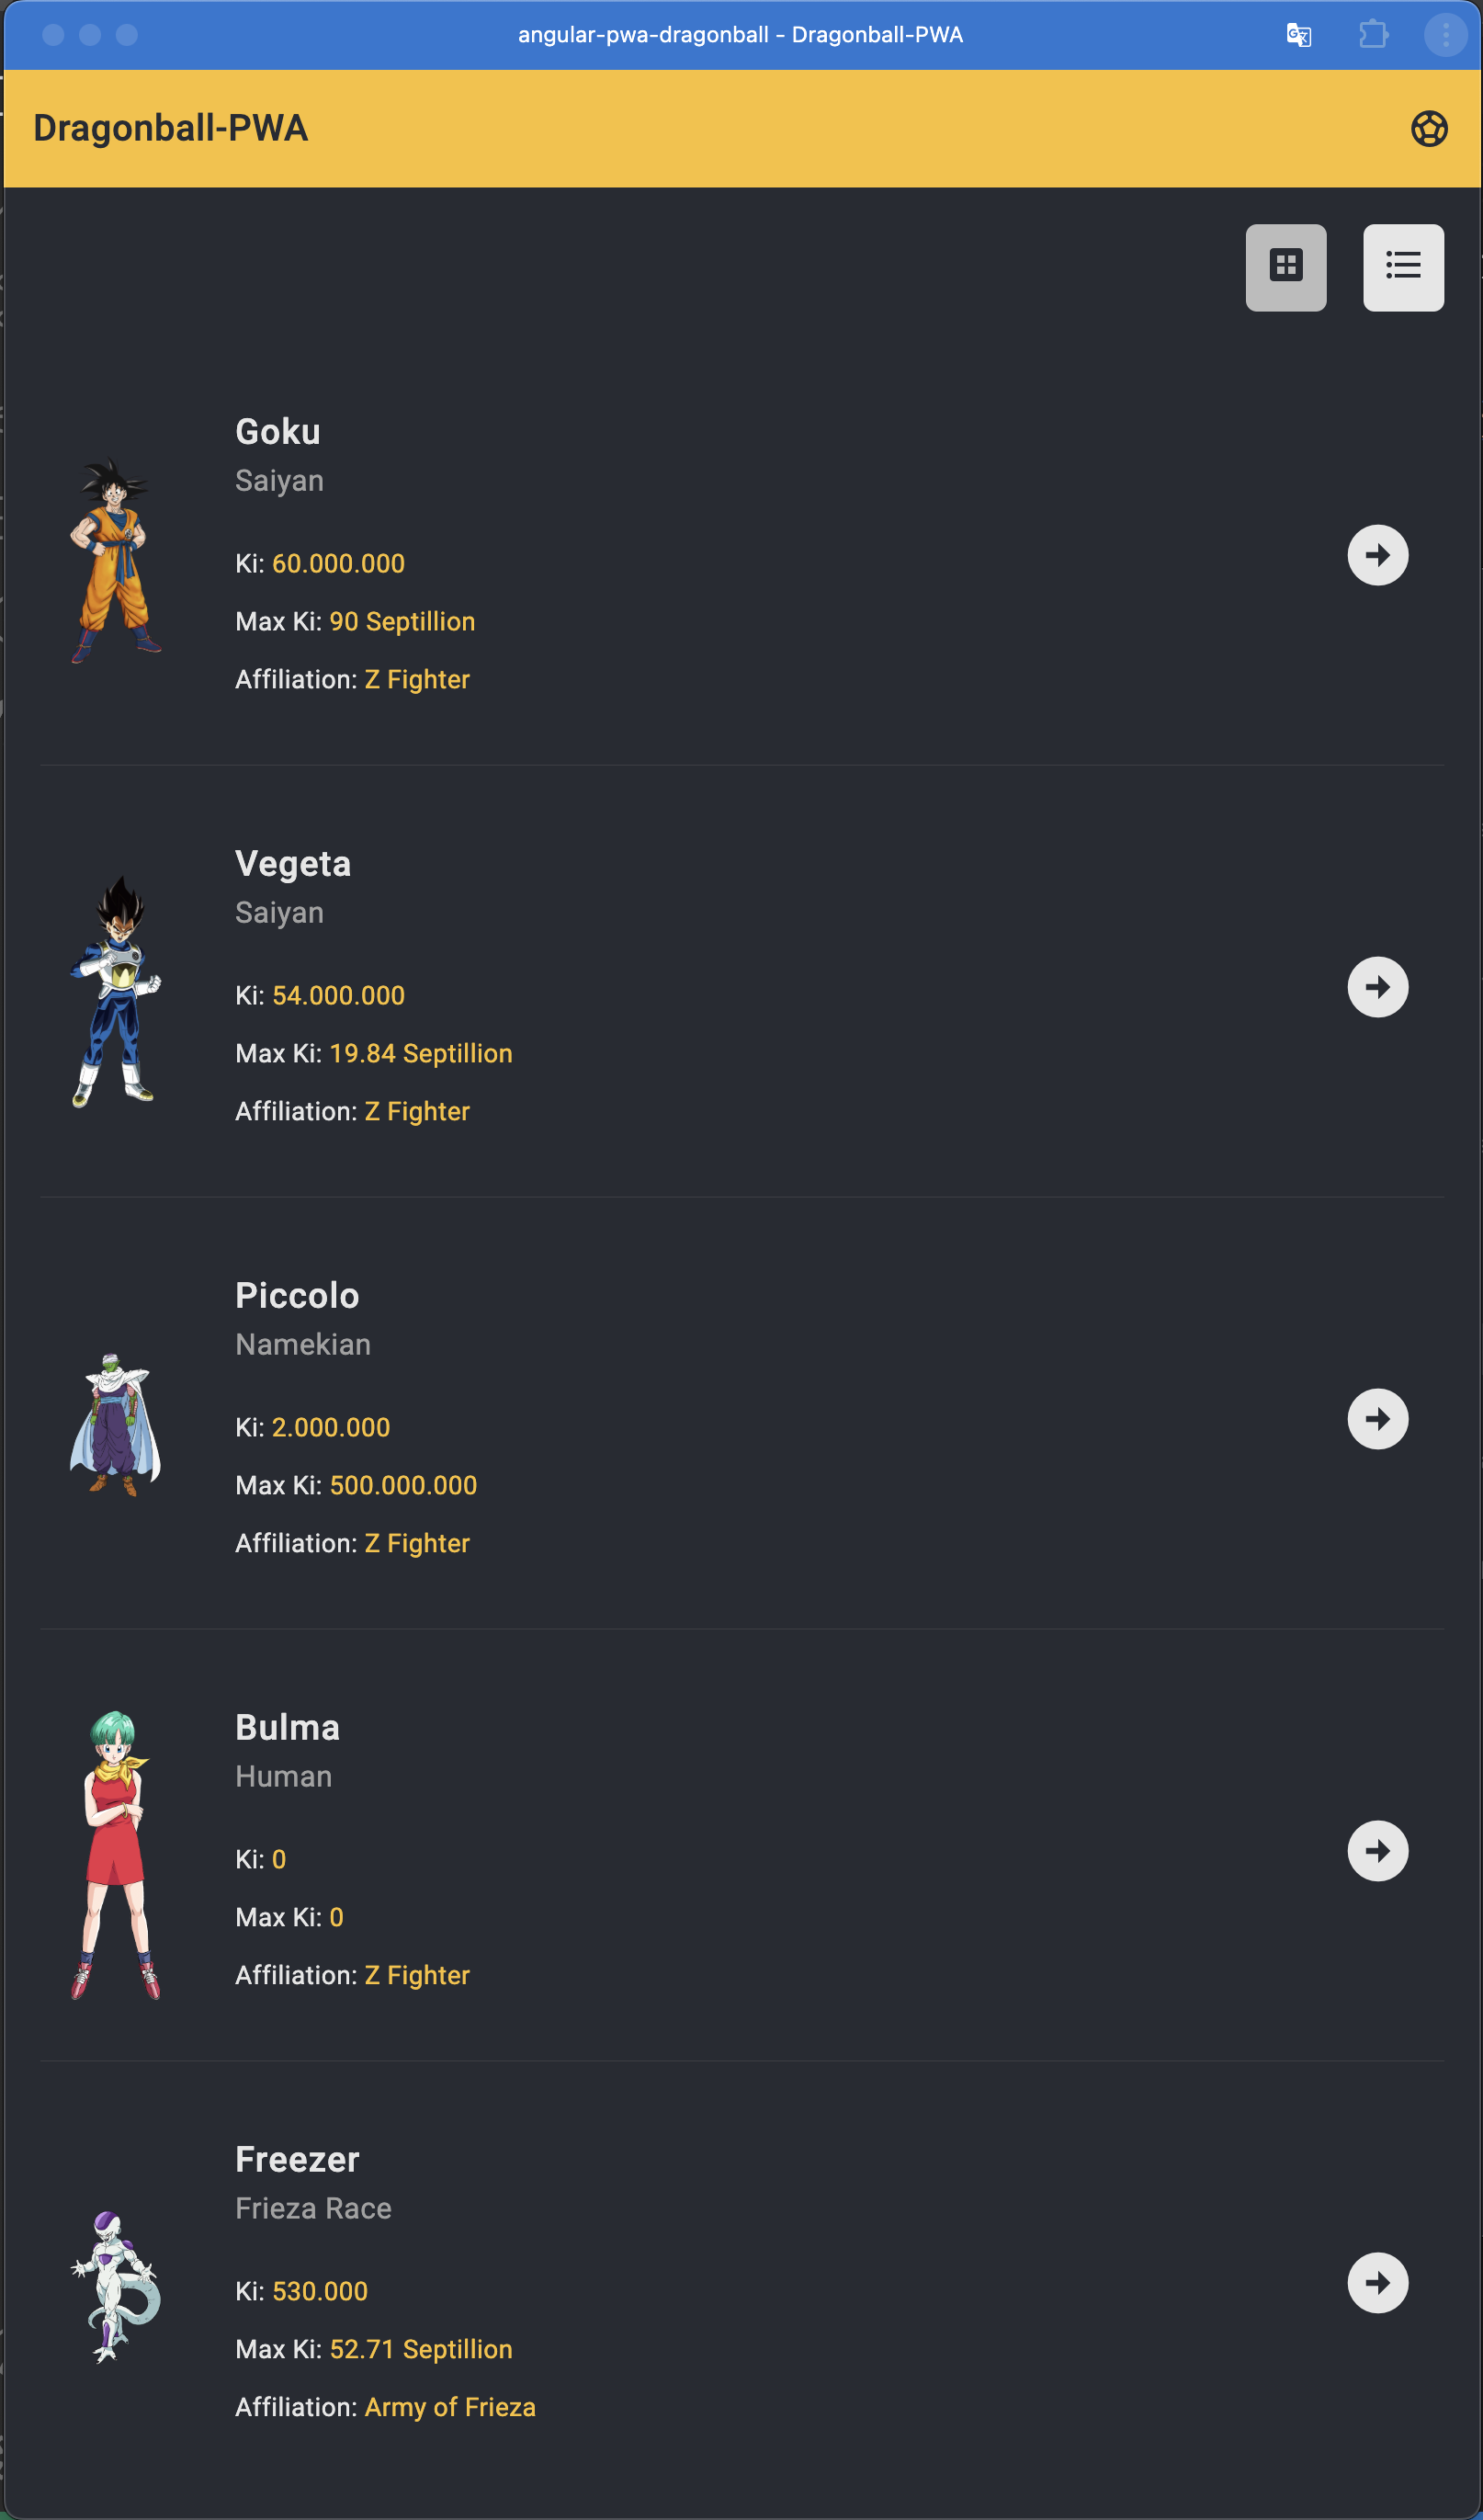 angular-pwa-dragonball - Dragonball-PWA
Dragonball-PWA
Goku
Saiyan
Ki: 60.000.000
Max Ki: 90 Septillion
Affiliation: Z Fighter
Vegeta
Saiyan
Ki: 54.000.000
Max Ki: 19.84 Septillion
Affiliation: Z Fighter
Piccolo
Namekian
Ki: 2.000.000
Max Ki: 500.000.000
Affiliation: Z Fighter
Bulma
Human
Ki: 0
Max Ki: 0
Affiliation: Z Fighter
Freezer
Frieza Race
Ki: 530.000
Max Ki: 52.71 Septillion
Affiliation: Army of Frieza